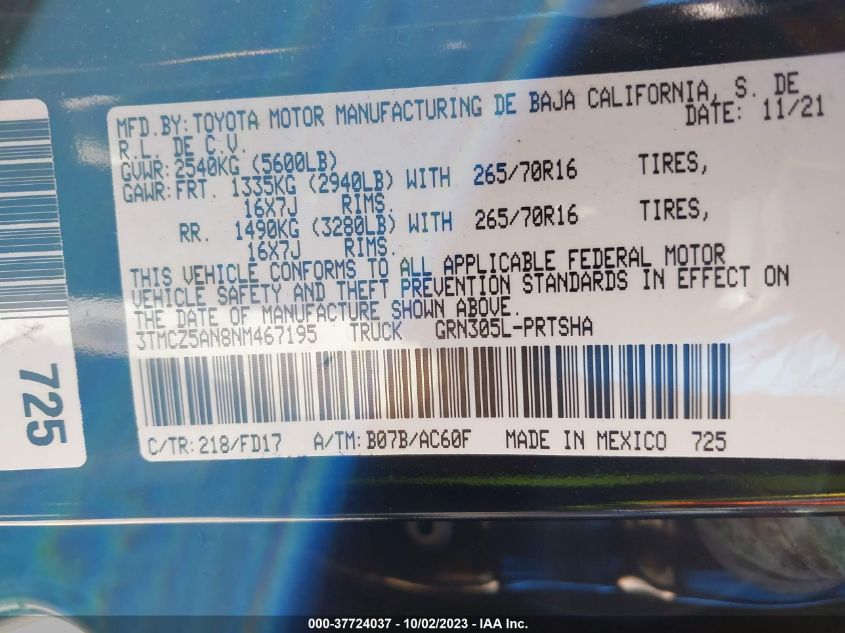 MFD. BY: TOYOTA MOTOR MANUFACTURING DE BAJA CALIFORNIA, S. DE
R.L. DE C.V. DATE: 11/21
GVWR: 2540KG (5600LB)
GAWR: FRT. 1335KG (2940LB) WITH 265/70R16 TIRES,
16X7J RIMS.
RR. 1490KG (3280LB) WITH 265/70R16 TIRES,
16X7J RIMS.
THIS VEHICLE CONFORMS TO ALL APPLICABLE FEDERAL MOTOR
VEHICLE SAFETY AND THEFT PREVENTION STANDARDS IN EFFECT ON
THE DATE OF MANUFACTURE SHOWN ABOVE.
3TMCZ5AN8NM467195 TRUCK GRN305L-PRTSHA
C/TR: 218/FD17 A/TM: B07B/AC60F MADE IN MEXICO 725
725
000-37724037 - 10/02/2023 - IAA Inc.